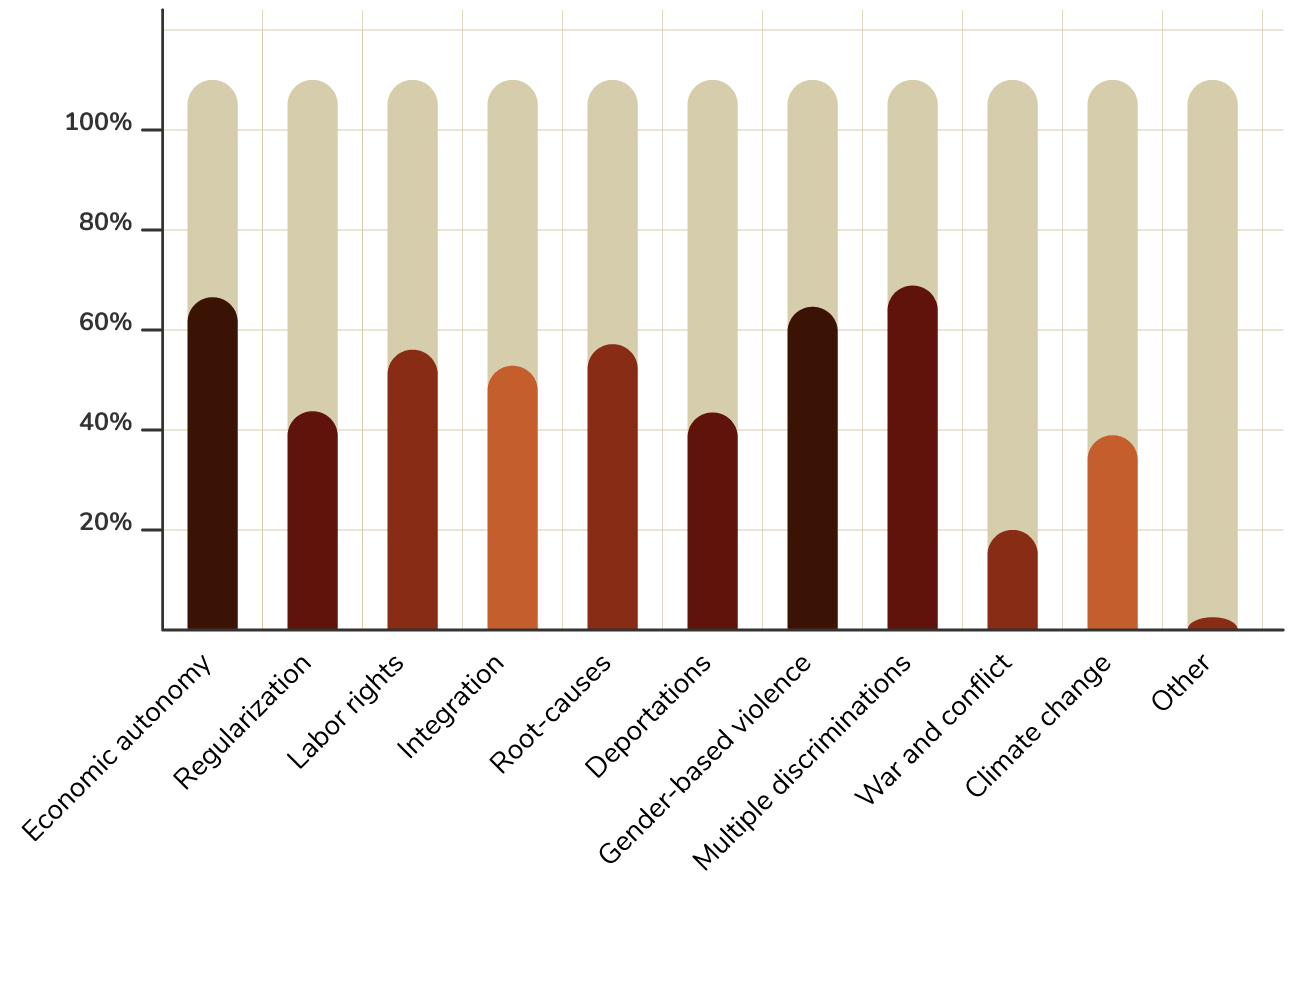 100%
80%
60%
40%
20%
Economic autonomy
Regularization
Labor rights
Integration
Root-causes
Deportations
Gender-based violence
Multiple discriminations
War and conflict
Climate change
Other